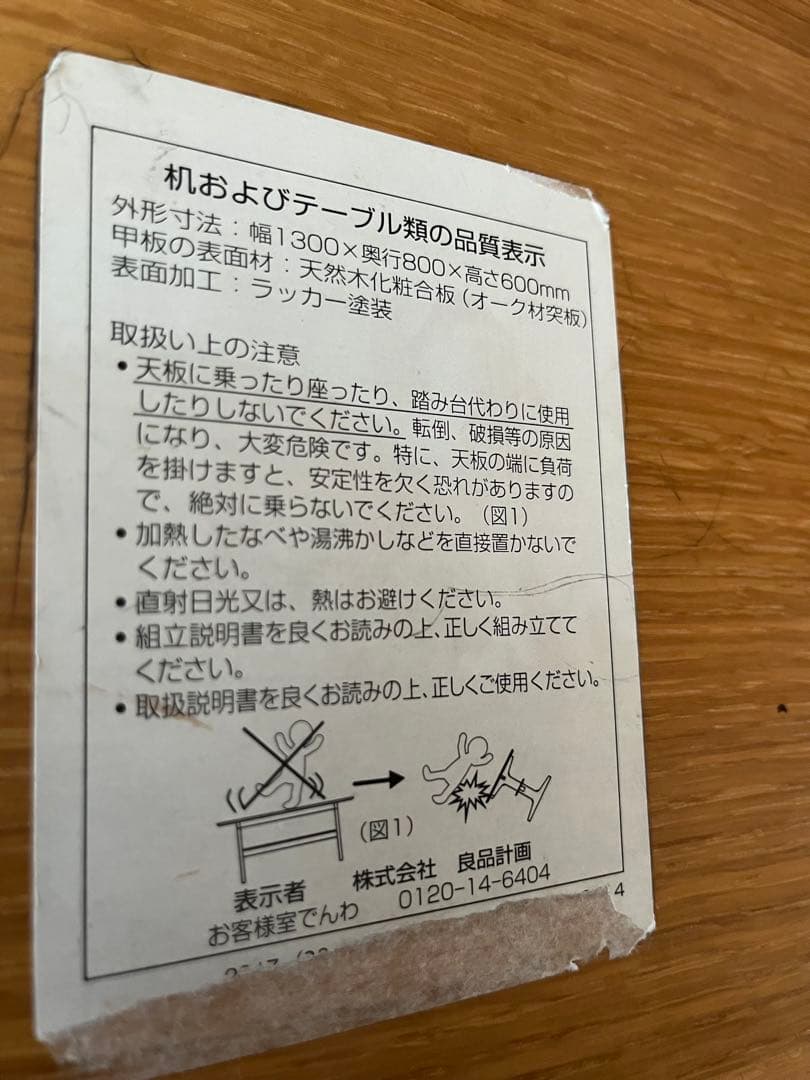 机およびテーブル類の品質表示
外形寸法：幅1300×奥行800×高さ600mm
甲板の表面材：天然木化粧合板（オーク材突板）
表面加工：ラッカー塗装
取扱い上の注意
●天板に乗ったり座ったり、踏み台代わりに使用
したりしないでください。転倒、破損等の原因
になり、大変危険です。特に、天板の端に負荷
を掛けますと、安定性を欠く恐れがありますの
で、絶対に乗らないでください。（図1）
●加熱したなべや湯沸かしなどを直接置かないで
ください。
●直射日光又は、熱はお避けください。
●組立説明書を良くお読みの上、正しく組み立てて
ください。
●取扱説明書を良くお読みの上、正しくご使用ください。
（図1）
表示者 株式会社 良品計画
お客様室でんわ 0120-14-6404